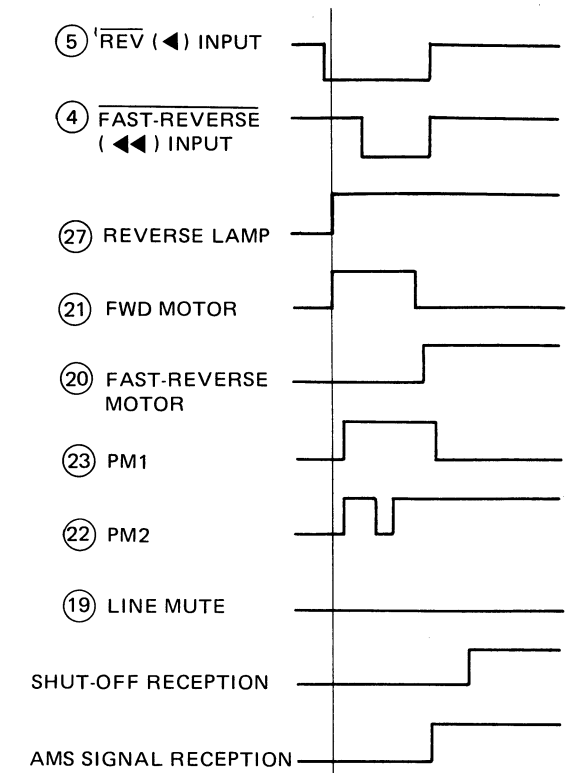 ⑤ REV (◀) INPUT
④ FAST-REVERSE
(◀◀) INPUT
㉗ REVERSE LAMP
㉑ FWD MOTOR
⑳ FAST-REVERSE
MOTOR
㉓ PM1
㉒ PM2
⑲ LINE MUTE
SHUT-OFF RECEPTION
AMS SIGNAL RECEPTION